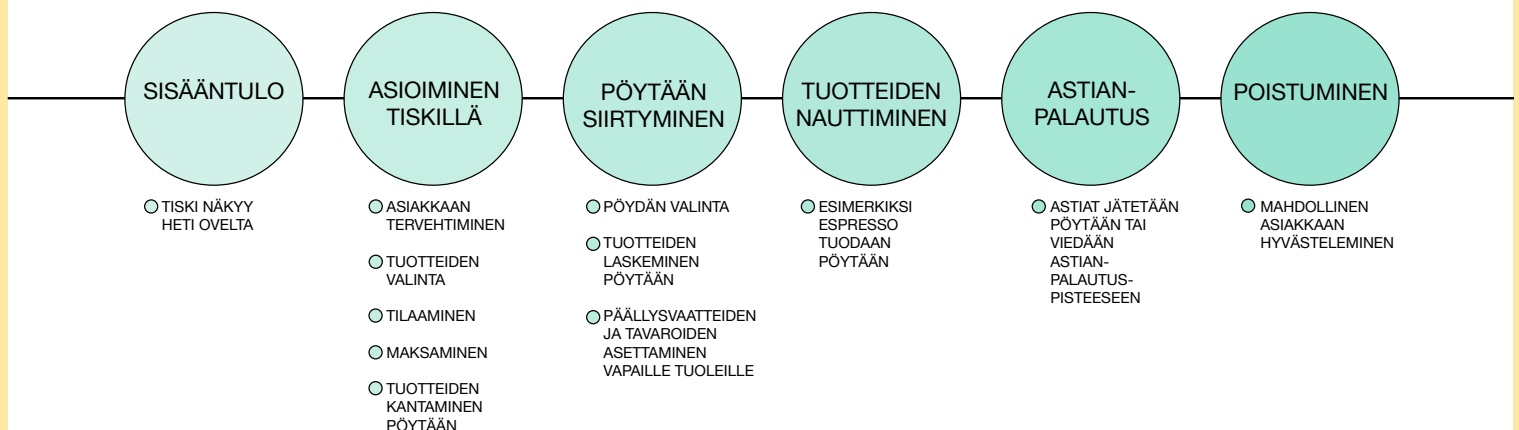 SISÄÄNTULO
TISKI NÄKYY
HETI OVELTA
ASIOIMINEN
TISKILLÄ
ASIAKKAAN
TERVEHTIMINEN
TUOTTEIDEN
VALINTA
TILAAMINEN
MAKSAMINEN
TUOTTEIDEN
KANTAMINEN
PÖYTÄÄN
PÖYTÄÄN
SIIRTYMINEN
PÖYDÄN VALINTA
TUOTTEIDEN
LASKEMINEN
PÖYTÄÄN
PÄÄLLYSVAATTEIDEN
JA TAVAROIDEN
ASETTAMINEN
VAPAILLE TUOLEILLE
TUOTTEIDEN
NAUTTIMINEN
ESIMERKIKSI
ESPRESSO
TUODAAN
PÖYTÄÄN
ASTIAN-
PALAUTUS
ASTIAT JÄTETÄÄN
PÖYTÄÄN TAI
VIEDÄÄN
ASTIAN-
PALAUTUS-
PISTEESEEN
POISTUMINEN
MAHDOLLINEN
ASIAKKAAN
HYVÄSTELEMINEN